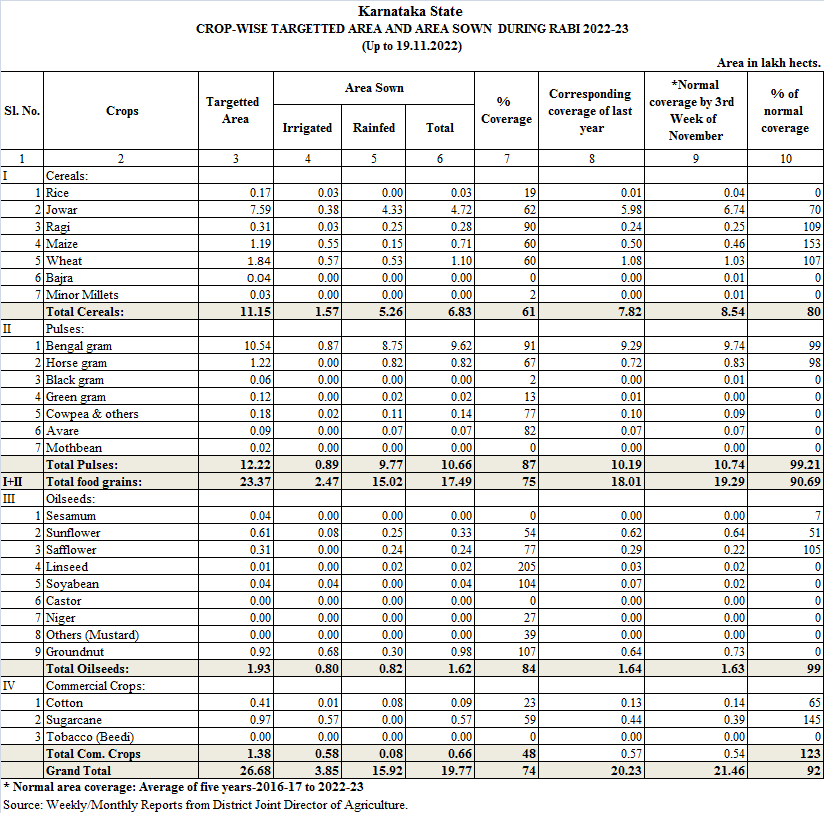 Karnataka State
CROP-WISE TARGETTED AREA AND AREA SOWN DURING RABI 2022-23
(Up to 19.11.2022)
Area in lakh hects.
Sl. No. Crops Targetted Area Area Sown % Coverage Corresponding coverage of last year *Normal coverage by 3rd Week of November % of normal coverage
Irrigated Rainfed Total
1 2 3 4 5 6 7 8 9 10
I Cereals:
1 Rice 0.17 0.03 0.00 0.03 19 0.01 0.04 0
2 Jowar 7.59 0.38 4.33 4.72 62 5.98 6.74 70
3 Ragi 0.31 0.03 0.25 0.28 90 0.24 0.25 109
4 Maize 1.19 0.55 0.15 0.71 60 0.50 0.46 153
5 Wheat 1.84 0.57 0.53 1.10 60 1.08 1.03 107
6 Bajra 0.04 0.00 0.00 0.00 0 0.00 0.01 0
7 Minor Millets 0.03 0.00 0.00 0.00 2 0.00 0.01 0
Total Cereals: 11.15 1.57 5.26 6.83 61 7.82 8.54 80
II Pulses:
1 Bengal gram 10.54 0.87 8.75 9.62 91 9.29 9.74 99
2 Horse gram 1.22 0.00 0.82 0.82 67 0.72 0.83 98
3 Black gram 0.06 0.00 0.00 0.00 2 0.00 0.01 0
4 Green gram 0.12 0.00 0.02 0.02 13 0.01 0.00 0
5 Cowpea & others 0.18 0.02 0.11 0.14 77 0.10 0.09 0
6 Avare 0.09 0.00 0.07 0.07 82 0.07 0.07 0
7 Mothbean 0.02 0.00 0.00 0.00 0 0.00 0.00 0
Total Pulses: 12.22 0.89 9.77 10.66 87 10.19 10.74 99.21
I+II Total food grains: 23.37 2.47 15.02 17.49 75 18.01 19.29 90.69
III Oilseeds:
1 Sesamum 0.04 0.00 0.00 0.00 0 0.00 0.00 7
2 Sunflower 0.61 0.08 0.25 0.33 54 0.62 0.64 51
3 Safflower 0.31 0.00 0.24 0.24 77 0.29 0.22 105
4 Linseed 0.01 0.00 0.02 0.02 205 0.03 0.02 0
5 Soyabean 0.04 0.04 0.00 0.04 104 0.07 0.02 0
6 Castor 0.00 0.00 0.00 0.00 0 0.00 0.00 0
7 Niger 0.00 0.00 0.00 0.00 27 0.00 0.00 0
8 Others (Mustard) 0.00 0.00 0.00 0.00 39 0.00 0.00 0
9 Groundnut 0.92 0.68 0.30 0.98 107 0.64 0.73 0
Total Oilseeds: 1.93 0.80 0.82 1.62 84 1.64 1.63 99
IV Commercial Crops:
1 Cotton 0.41 0.01 0.08 0.09 23 0.13 0.14 65
2 Sugarcane 0.97 0.57 0.00 0.57 59 0.44 0.39 145
3 Tobacco (Beedi) 0.00 0.00 0.00 0.00 0 0.00 0.00 0
Total Com. Crops 1.38 0.58 0.08 0.66 48 0.57 0.54 123
Grand Total 26.68 3.85 15.92 19.77 74 20.23 21.46 92
* Normal area coverage: Average of five years-2016-17 to 2022-23
Source: Weekly/Monthly Reports from District Joint Director of Agriculture.